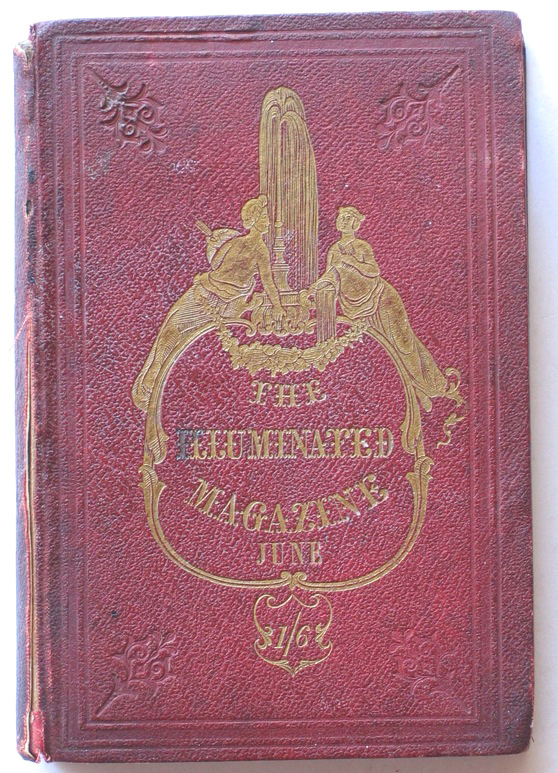 THE
ILLUMINATED
MAGAZINE
JUNE
1/6